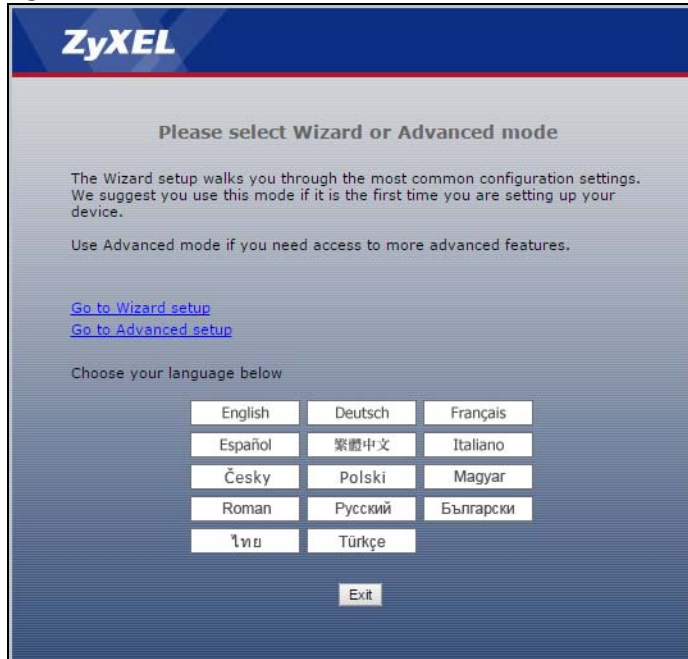 ZyXEL
Please select Wizard or Advanced mode
The Wizard setup walks you through the most common configuration settings.
We suggest you use this mode if it is the first time you are setting up your
device.
Use Advanced mode if you need access to more advanced features.
Go to Wizard setup
Go to Advanced setup
Choose your language below
English Deutsch Français
Español 繁體中文 Italiano
Česky Polski Magyar
Roman Русский Български
ไทย Türkçe
Exit